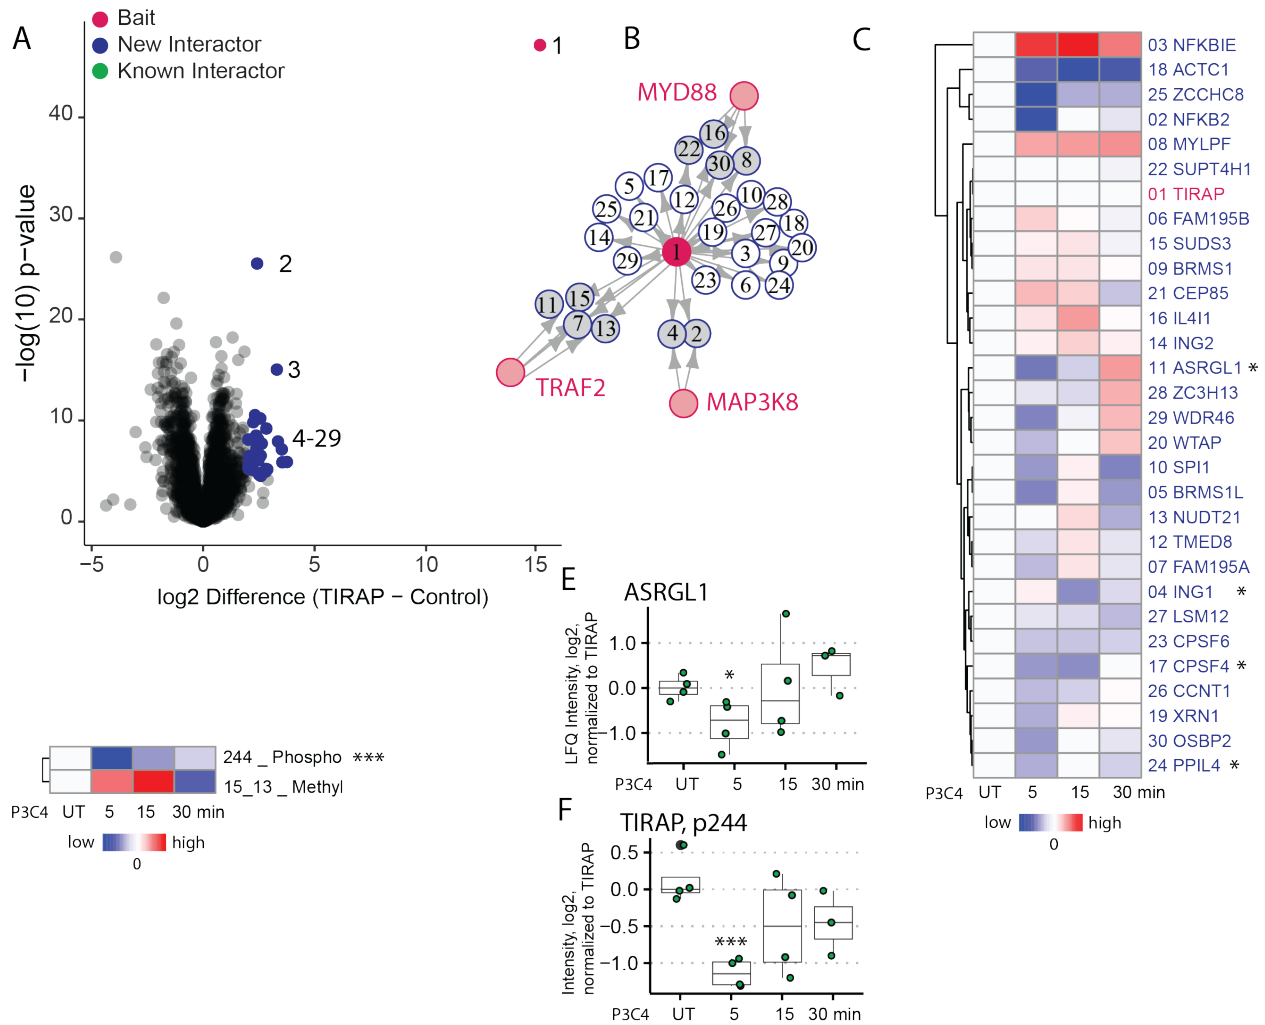 A
Bait
New Interactor
Known Interactor
1
2
3
4-29
40
30
20
10
0
−log(10) p-value
−5
0
5
10
15
log2 Difference (TIRAP − Control)
B
MYD88
16
22
30
8
17
5
12
10
28
25
21
26
18
14
19
27
20
1
3
29
9
23
6
24
11
15
7
13
4
2
TRAF2
MAP3K8
C
03 NFKBIE
18 ACTC1
25 ZCCHC8
02 NFKB2
08 MYLPF
22 SUPT4H1
01 TIRAP
06 FAM195B
15 SUDS3
09 BRMS1
21 CEP85
16 IL4I1
14 ING2
11 ASRGL1 *
28 ZC3H13
29 WDR46
20 WTAP
10 SPI1
05 BRMS1L
13 NUDT21
12 TMED8
07 FAM195A
04 ING1 *
27 LSM12
23 CPSF6
17 CPSF4 *
26 CCNT1
19 XRN1
30 OSBP2
24 PPIL4 *
P3C4 UT 5 15 30 min
low high
0
244 _ Phospho ***
15_13 _ Methyl
P3C4 UT 5 15 30 min
low high
0
E
ASRGL1
LFQ Intensity, log2,
normalized to TIRAP
1.0
0.0
−1.0
*
P3C4 UT 5 15 30 min
F
TIRAP, p244
Intensity, log2,
normalized to TIRAP
0.5
0.0
−0.5
−1.0
***
P3C4 UT 5 15 30 min